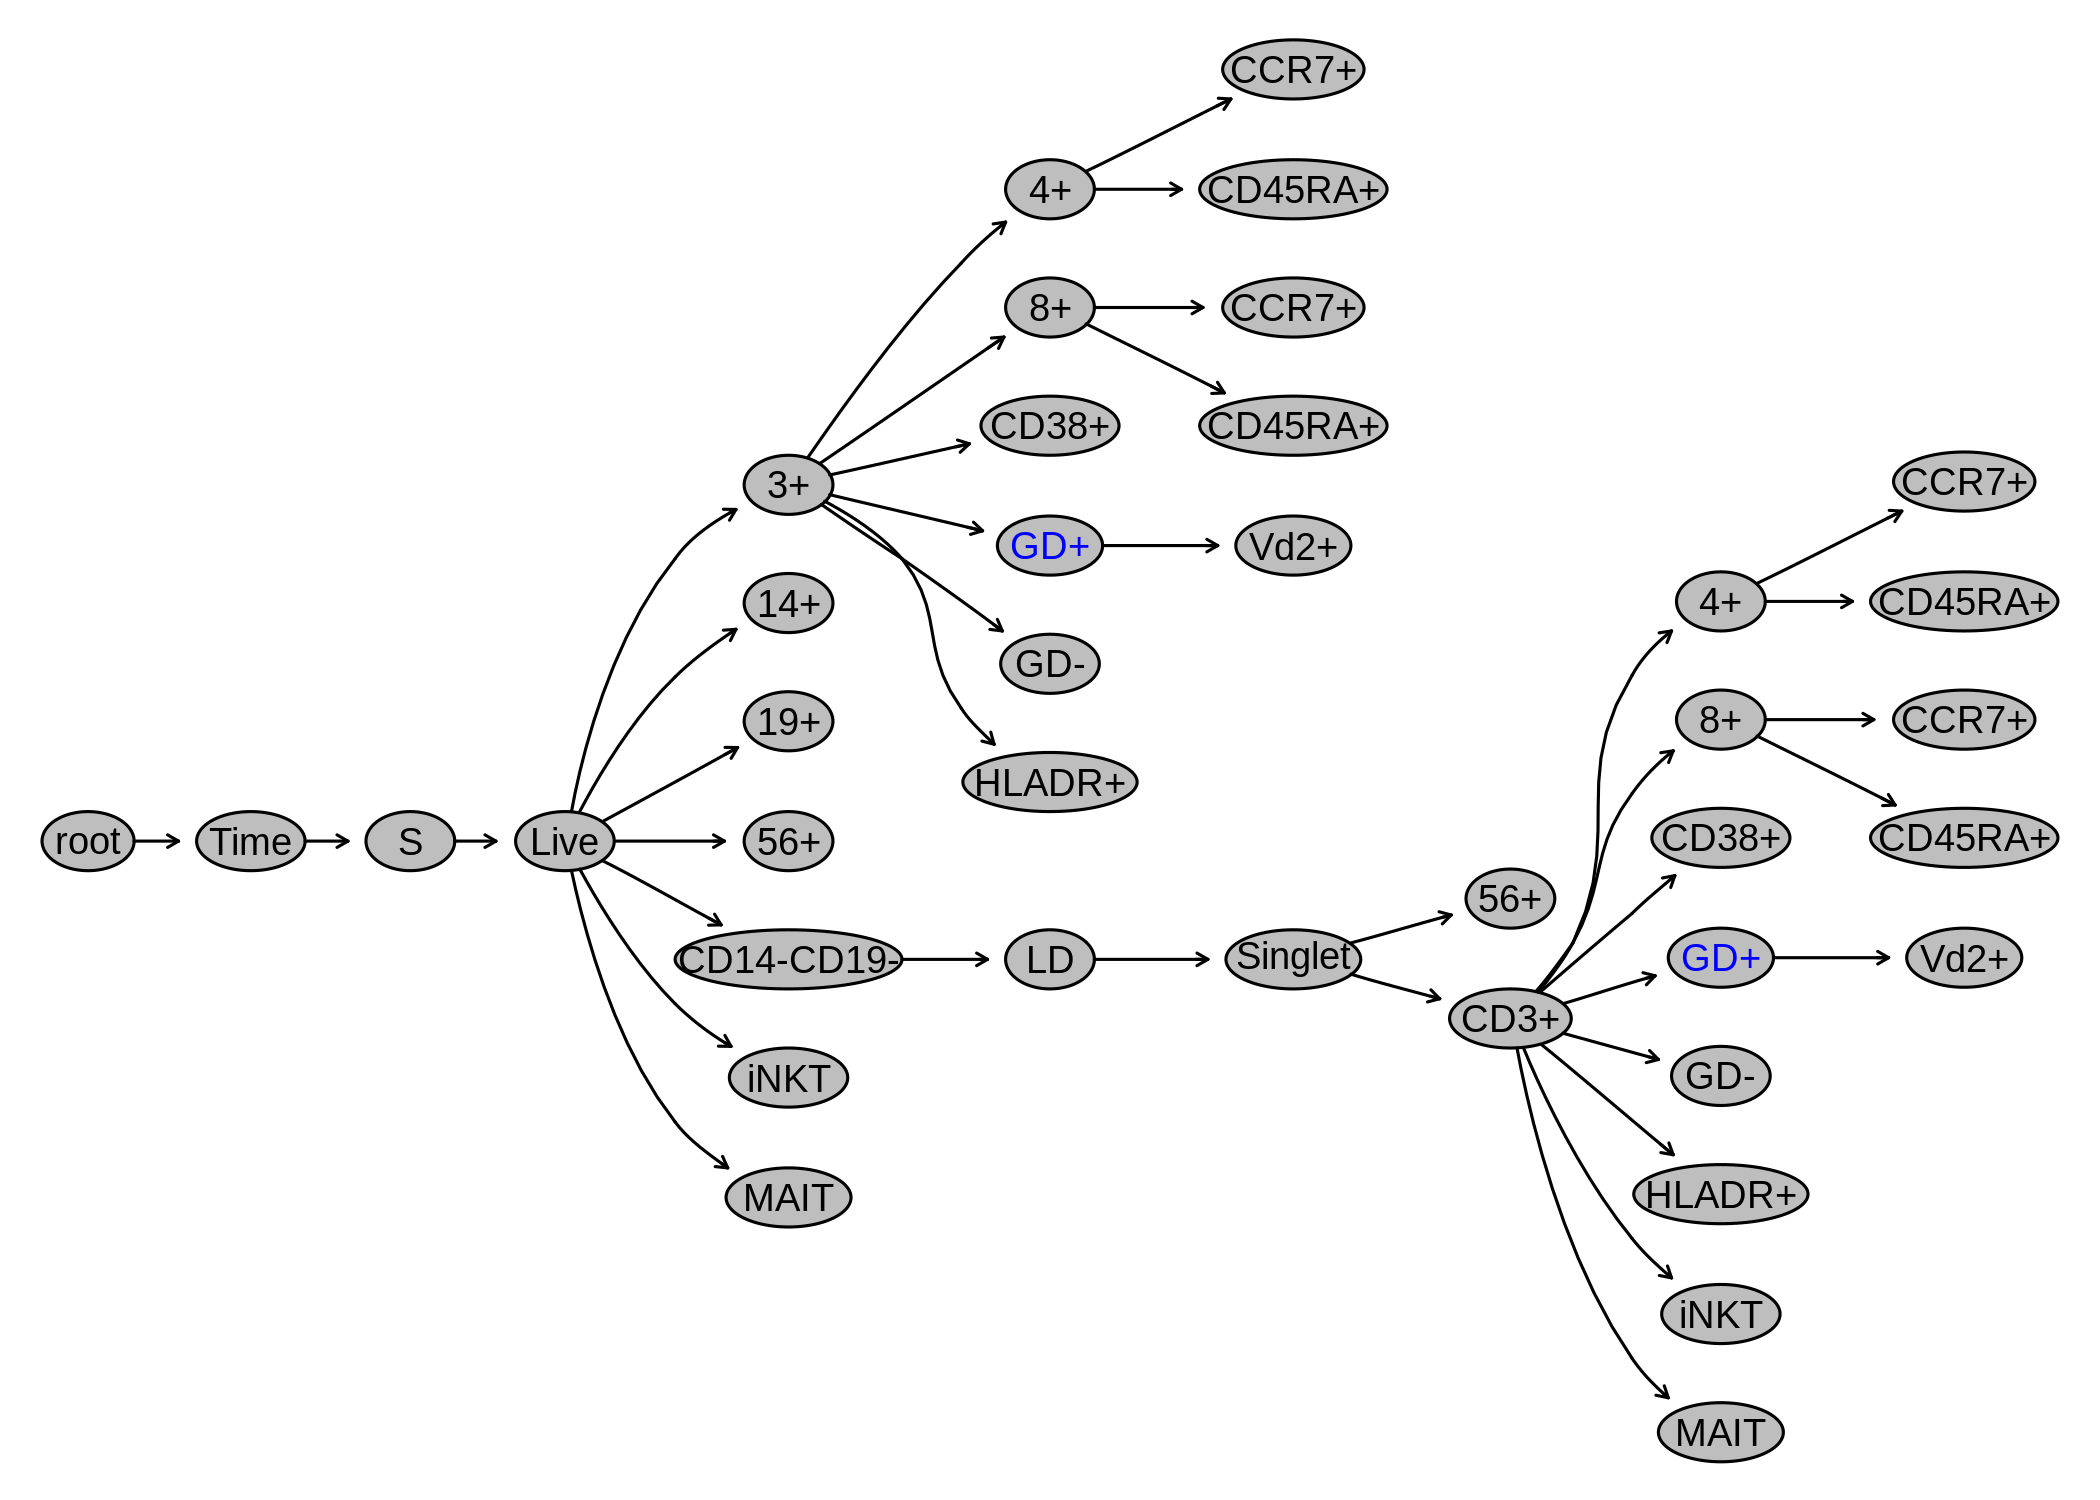 CCR7+
4+
CD45RA+
8+
CCR7+
CD38+
CD45RA+
3+
GD+
Vd2+
14+
GD-
19+
HLADR+
root
Time
S
Live
56+
CD14-CD19-
LD
Singlet
iNKT
MAIT
56+
CD3+
CCR7+
4+
CD45RA+
8+
CCR7+
CD38+
CD45RA+
GD+
Vd2+
GD-
HLADR+
iNKT
MAIT